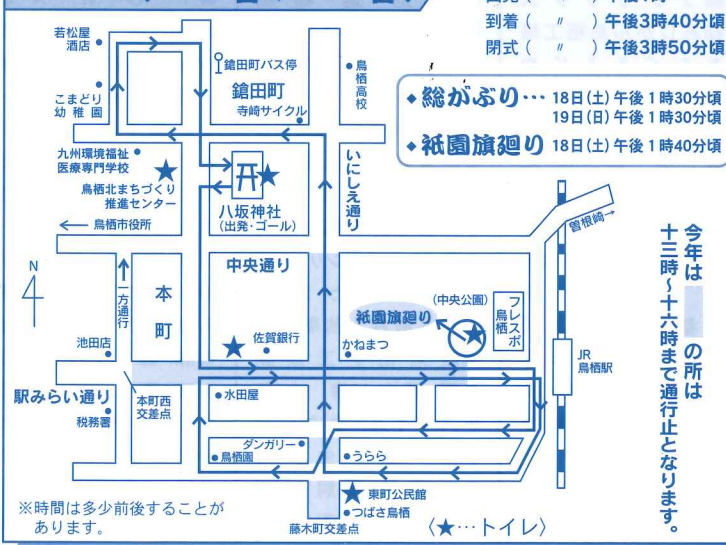 到着（　〃　）午後3時40分頃
閉式（　〃　）午後3時50分頃
◆総がぶり… 18日(土)午後1時30分頃
19日(日)午後1時30分頃
◆祇園旗廻り 18日(土)午後1時40分頃
若松屋
酒店
こまどり
幼稚園
鎗田町バス停
鎗田町
寺崎サイクル
鳥栖高校
九州環境福祉
医療専門学校
鳥栖北まちづくり
推進センター
八坂神社
(出発・ゴール)
いにしえ通り
←鳥栖市役所
曽根崎→
N
一方通行
本町
中央通り
(中央公園)
祇園旗廻り
フレスポ
鳥栖
池田店
佐賀銀行
かねまつ
JR
鳥栖駅
駅みらい通り
税務署
本町西
交差点
水田屋
ダンガリー
鳥栖園
うらら
東町公民館
つばさ鳥栖
藤木町交差点
〈★…トイレ〉
※時間は多少前後することが
あります。
今年は　の所は
十三時～十六時まで通行止となります。